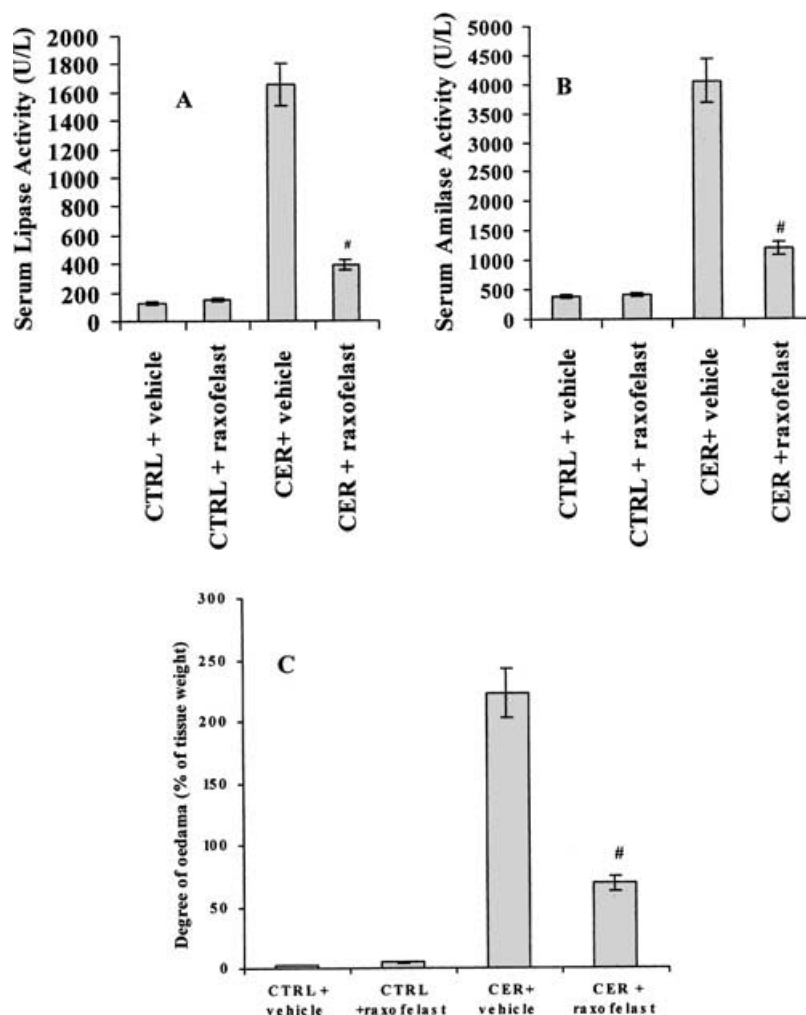 Serum Lipase Activity (U/L)
2000
1800
1600
1400
1200
1000
800
600
400
200
0
A
#
CTRL + vehicle
CTRL + raxofelast
CER+ vehicle
CER + raxofelast
Serum Amilase Activity (U/L)
5000
4500
4000
3500
3000
2500
2000
1500
1000
500
0
B
#
CTRL + vehicle
CTRL + raxofelast
CER+ vehicle
CER +raxofelast
Degree of oedama (% of tissue weight)
300
250
200
150
100
50
0
C
#
CTRL +
vehicle
CTRL
+raxofelast
CER+
vehicle
CER +
raxofelast